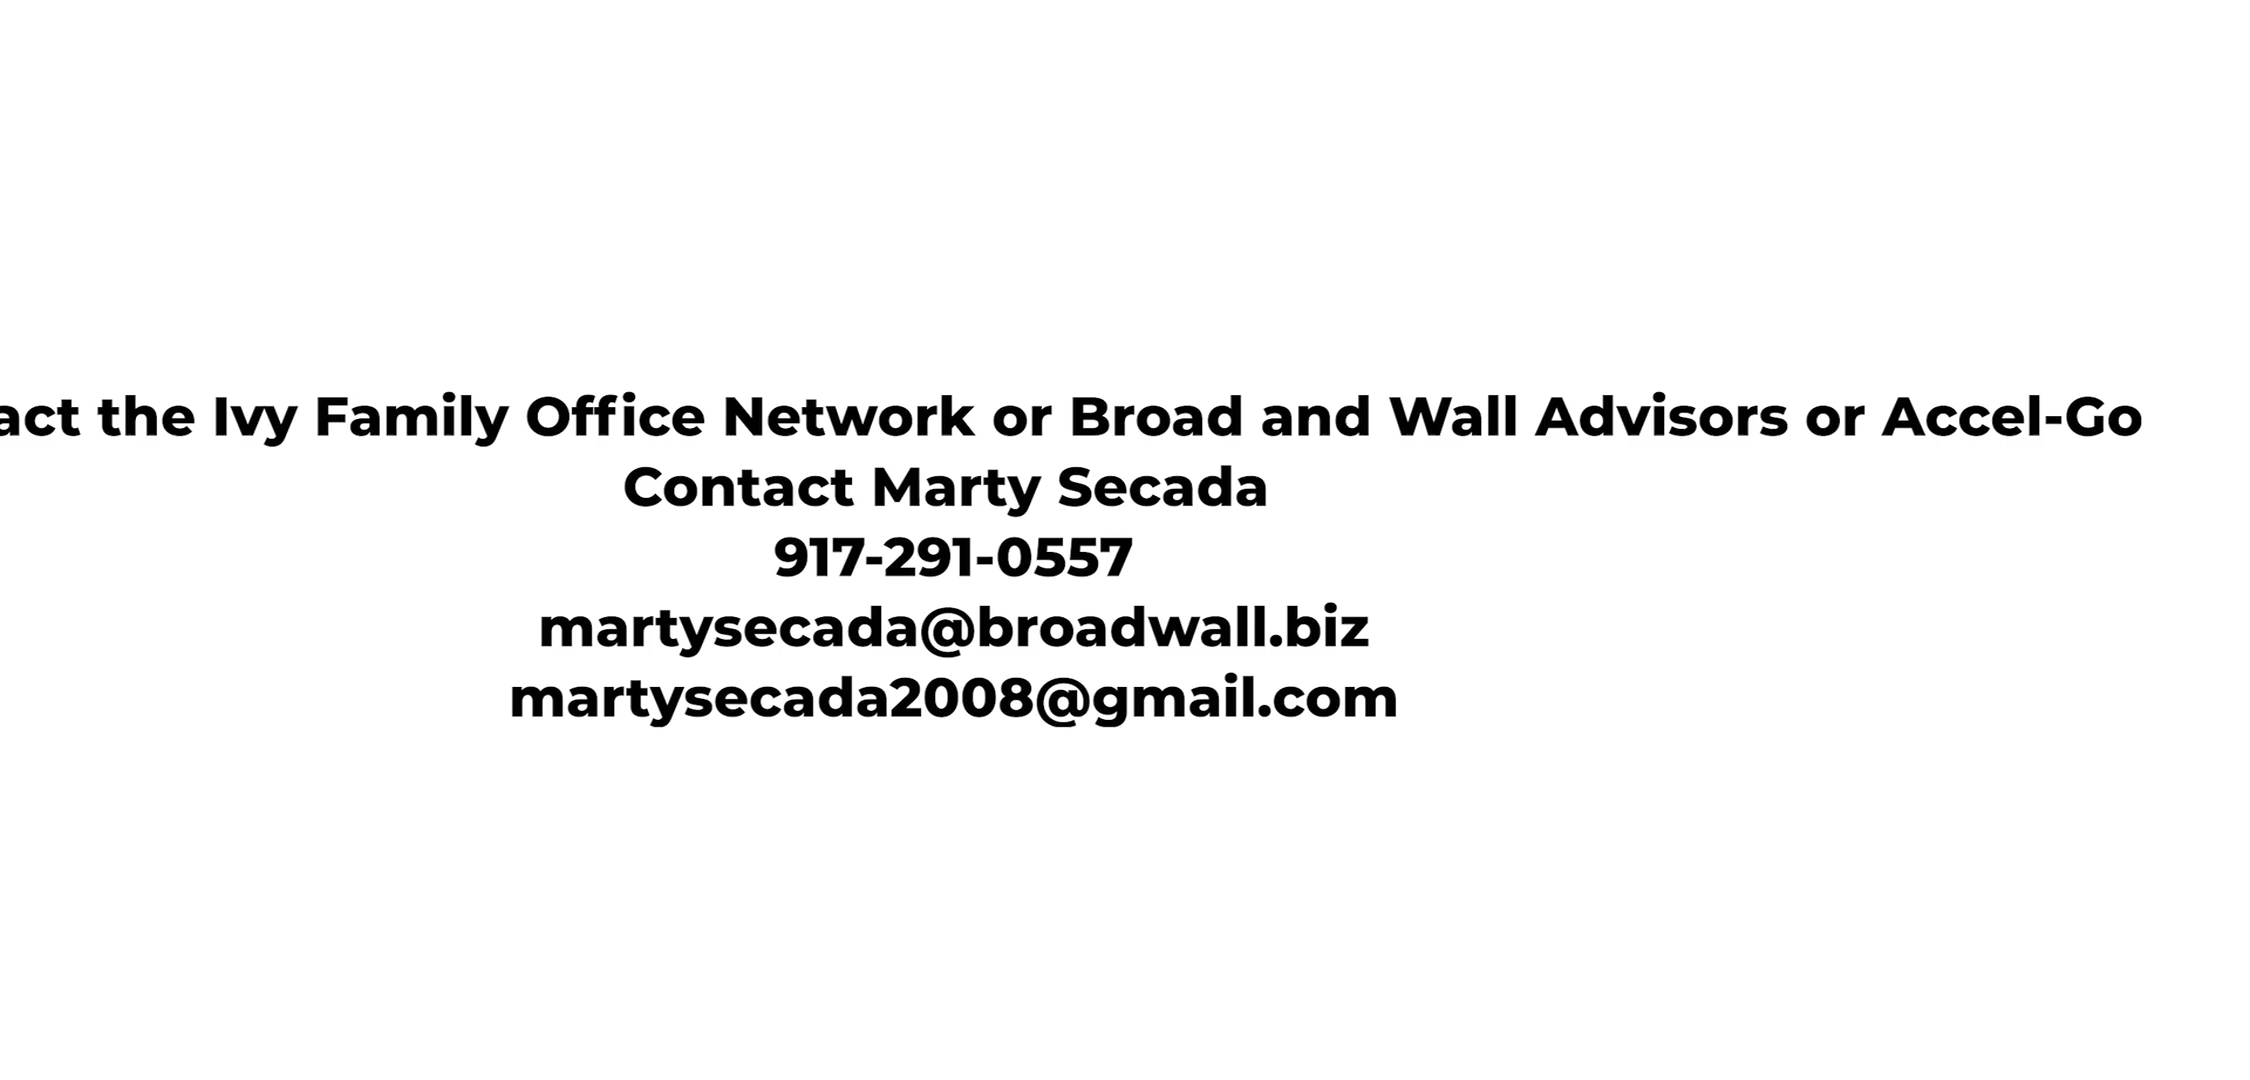 act the Ivy Family Office Network or Broad and Wall Advisors or Accel-Go
Contact Marty Secada
917-291-0557
martysecada@broadwall.biz
martysecada2008@gmail.com